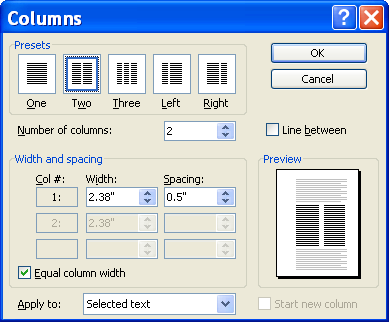 Columns
Presets
One Two Three Left Right
OK
Cancel
Number of columns: 2
Line between
Width and spacing
Col #: Width: Spacing:
1: 2.38" 0.5"
2: 2.38"
Equal column width
Preview
Apply to: Selected text
Start new column